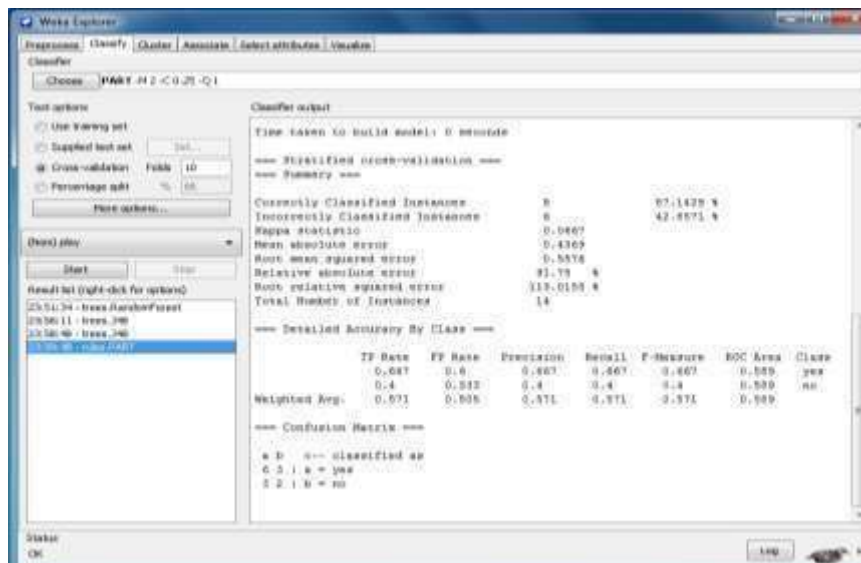 Weka Explorer
Preprocess Classify Cluster Associate Select attributes Visualize
Classifier
Choose PART -M 2 -C 0.25 -Q 1
Test options
Use training set
Supplied test set Set...
Cross-validation Folds 10
Percentage split % 66
More options...
(Nom) play
Start Stop
Result list (right-click for options)
23:51:34 - trees.RandomForest
23:56:11 - trees.J48
23:58:48 - trees.J48
rules.PART
Classifier output
Time taken to build model: 0 seconds
=== Stratified cross-validation ===
=== Summary ===
Correctly Classified Instances 8 57.1429 %
Incorrectly Classified Instances 6 42.8571 %
Kappa statistic 0.0667
Mean absolute error 0.4369
Root mean squared error
Relative absolute error 91.75 %
Root relative squared error %
Total Number of Instances 14
=== Detailed Accuracy By Class ===
TP Rate FP Rate Precision Recall F-Measure ROC Area Class
0.667 0.6 0.667 0.667 0.667 0.589 yes
0.4 0.333 0.4 0.4 0.4 0.589 no
Weighted Avg. 0.571 0.505 0.571 0.571 0.571 0.589
=== Confusion Matrix ===
a b <-- classified as
6 3 | a = yes
3 2 | b = no
Status
OK
Log